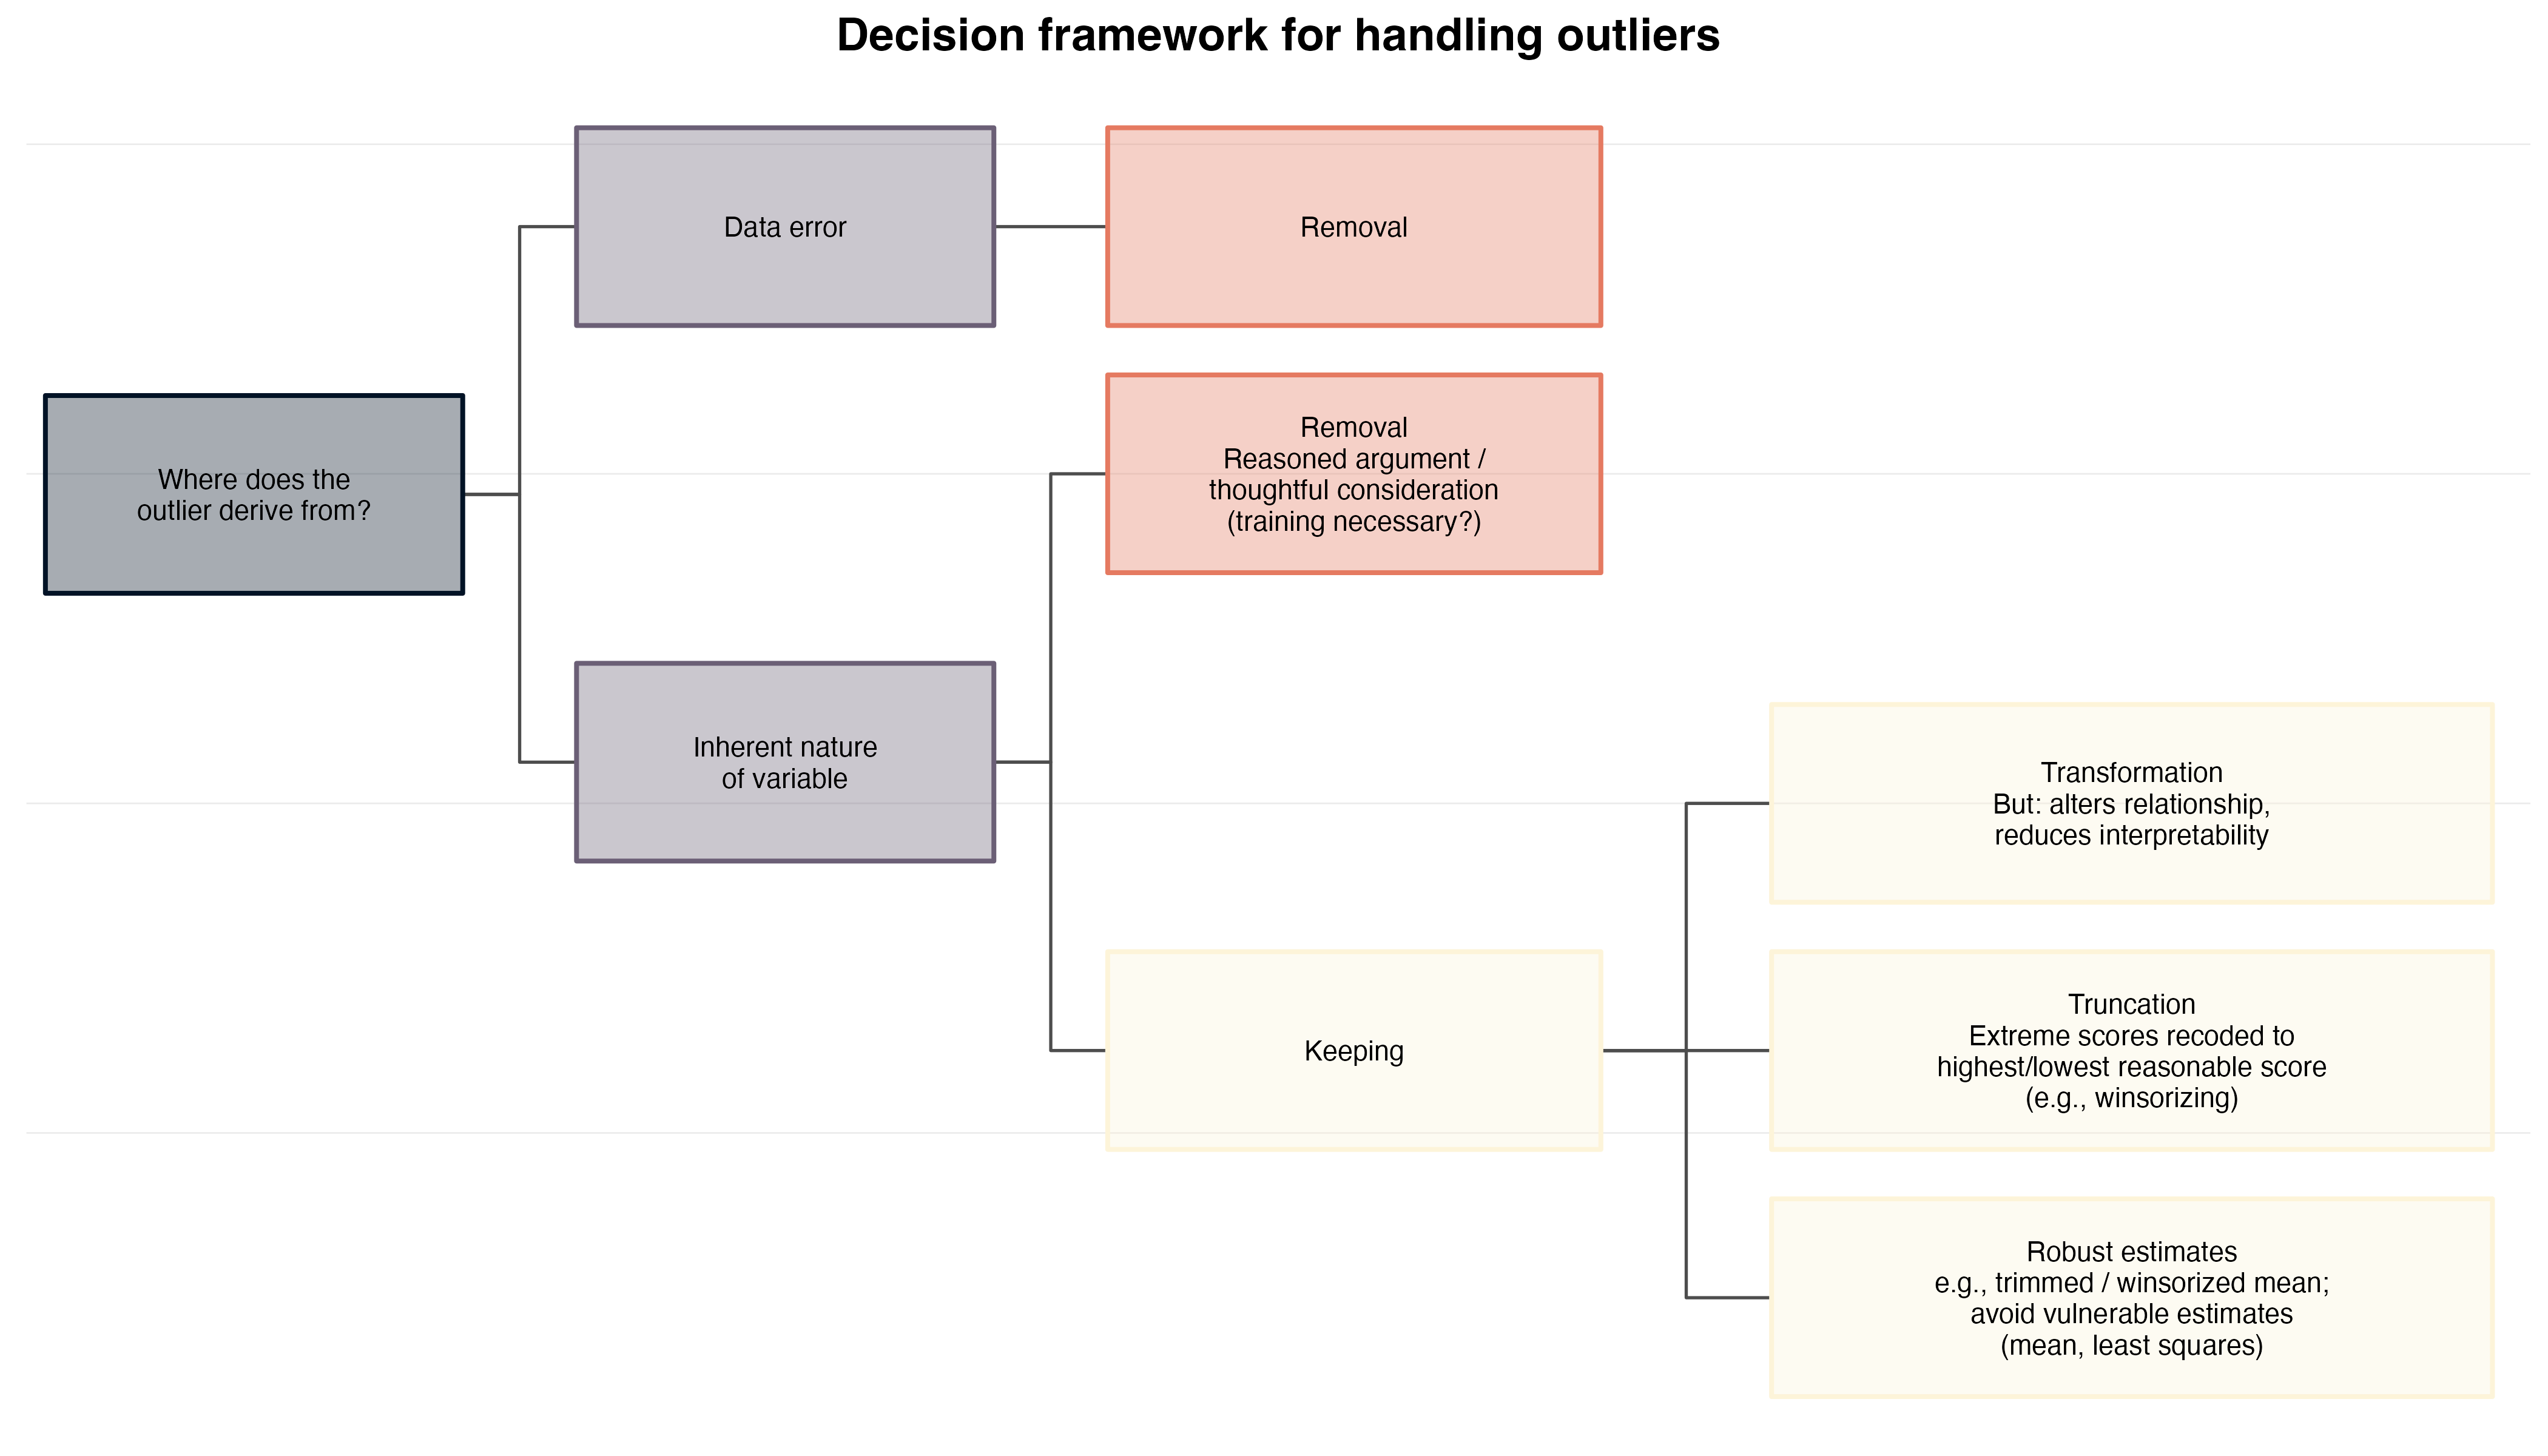 Decision framework for handling outliers
Where does the
outlier derive from?
Data error
Removal
Inherent nature
of variable
Removal
Reasoned argument /
thoughtful consideration
(training necessary?)
Keeping
Transformation
But: alters relationship,
reduces interpretability
Truncation
Extreme scores recoded to
highest/lowest reasonable score
(e.g., winsorizing)
Robust estimates
e.g., trimmed / winsorized mean;
avoid vulnerable estimates
(mean, least squares)